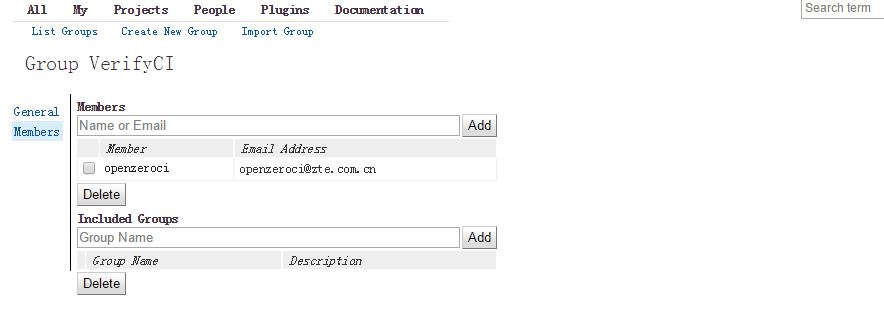 All My Projects People Plugins Documentation
Search term
List Groups Create New Group Import Group
Group VerifyCI
General
Members
Members
Name or Email Add
Member Email Address
openzeroci openzeroci@zte.com.cn
Delete
Included Groups
Group Name Add
Group Name Description
Delete